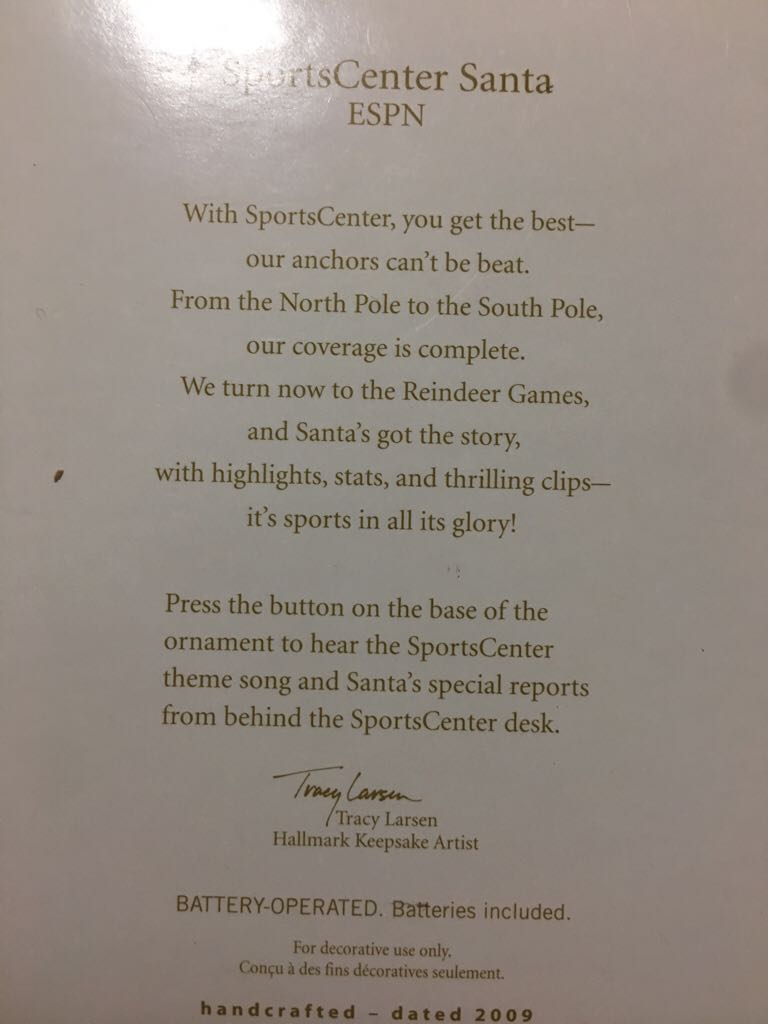 SportsCenter Santa
ESPN
With SportsCenter, you get the best—
our anchors can't be beat.
From the North Pole to the South Pole,
our coverage is complete.
We turn now to the Reindeer Games,
and Santa's got the story,
with highlights, stats, and thrilling clips—
it's sports in all its glory!
Press the button on the base of the
ornament to hear the SportsCenter
theme song and Santa's special reports
from behind the SportsCenter desk.
Tracy Larsen
Tracy Larsen
Hallmark Keepsake Artist
BATTERY-OPERATED. Batteries included.
For decorative use only.
Conçu à des fins décoratives seulement.
handcrafted – dated 2009